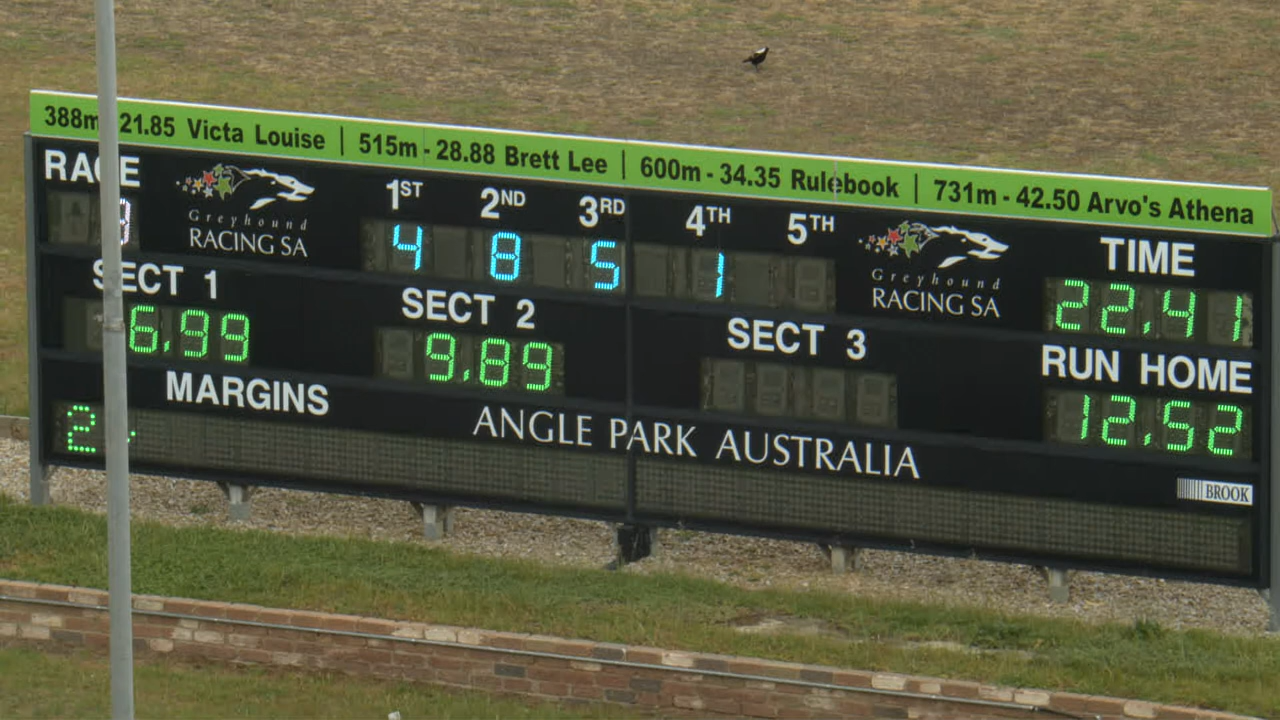 388m 21.85 Victa Louise | 515m - 28.88 Brett Lee | 600m - 34.35 Rulebook | 731m - 42.50 Arvo's Athena
RACE
Greyhound
RACING SA
1ST 2ND 3RD 4TH 5TH
4 8 5 1
Greyhound
RACING SA
TIME
22.41
SECT 1
6.99
SECT 2
9.89
SECT 3
RUN HOME
12.52
MARGINS
2
ANGLE PARK AUSTRALIA
BROOK